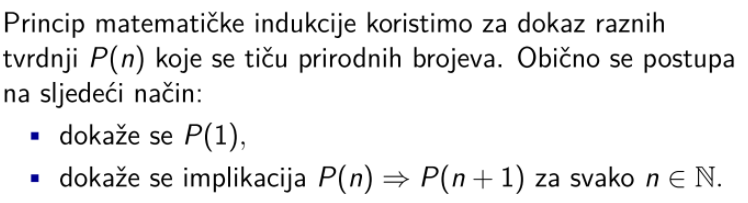 Princip matematičke indukcije koristimo za dokaz raznih
tvrdnji P(n) koje se tiču prirodnih brojeva. Obično se postupa
na sljedeći način:
▪ dokaže se P(1),
▪ dokaže se implikacija P(n) ⇒ P(n + 1) za svako n ∈ ℕ.